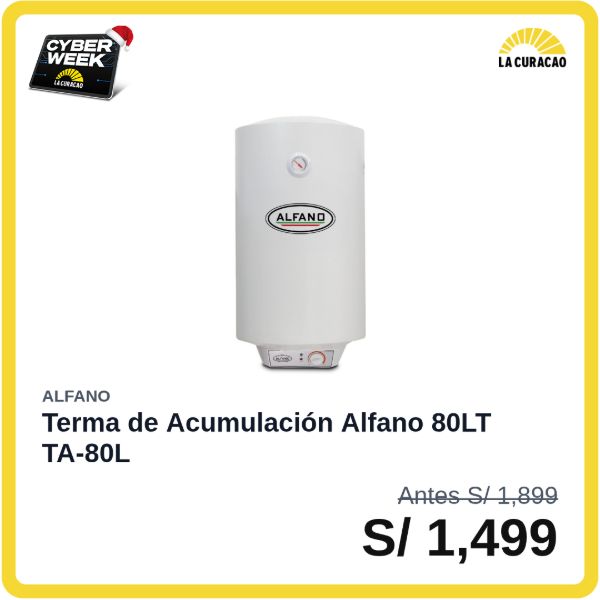 CYBER
WEEK
LA CURACAO
LA CURACAO
ALFANO
ALFANO
Terma de Acumulación Alfano 80LT
TA-80L
Antes S/ 1,899
S/ 1,499